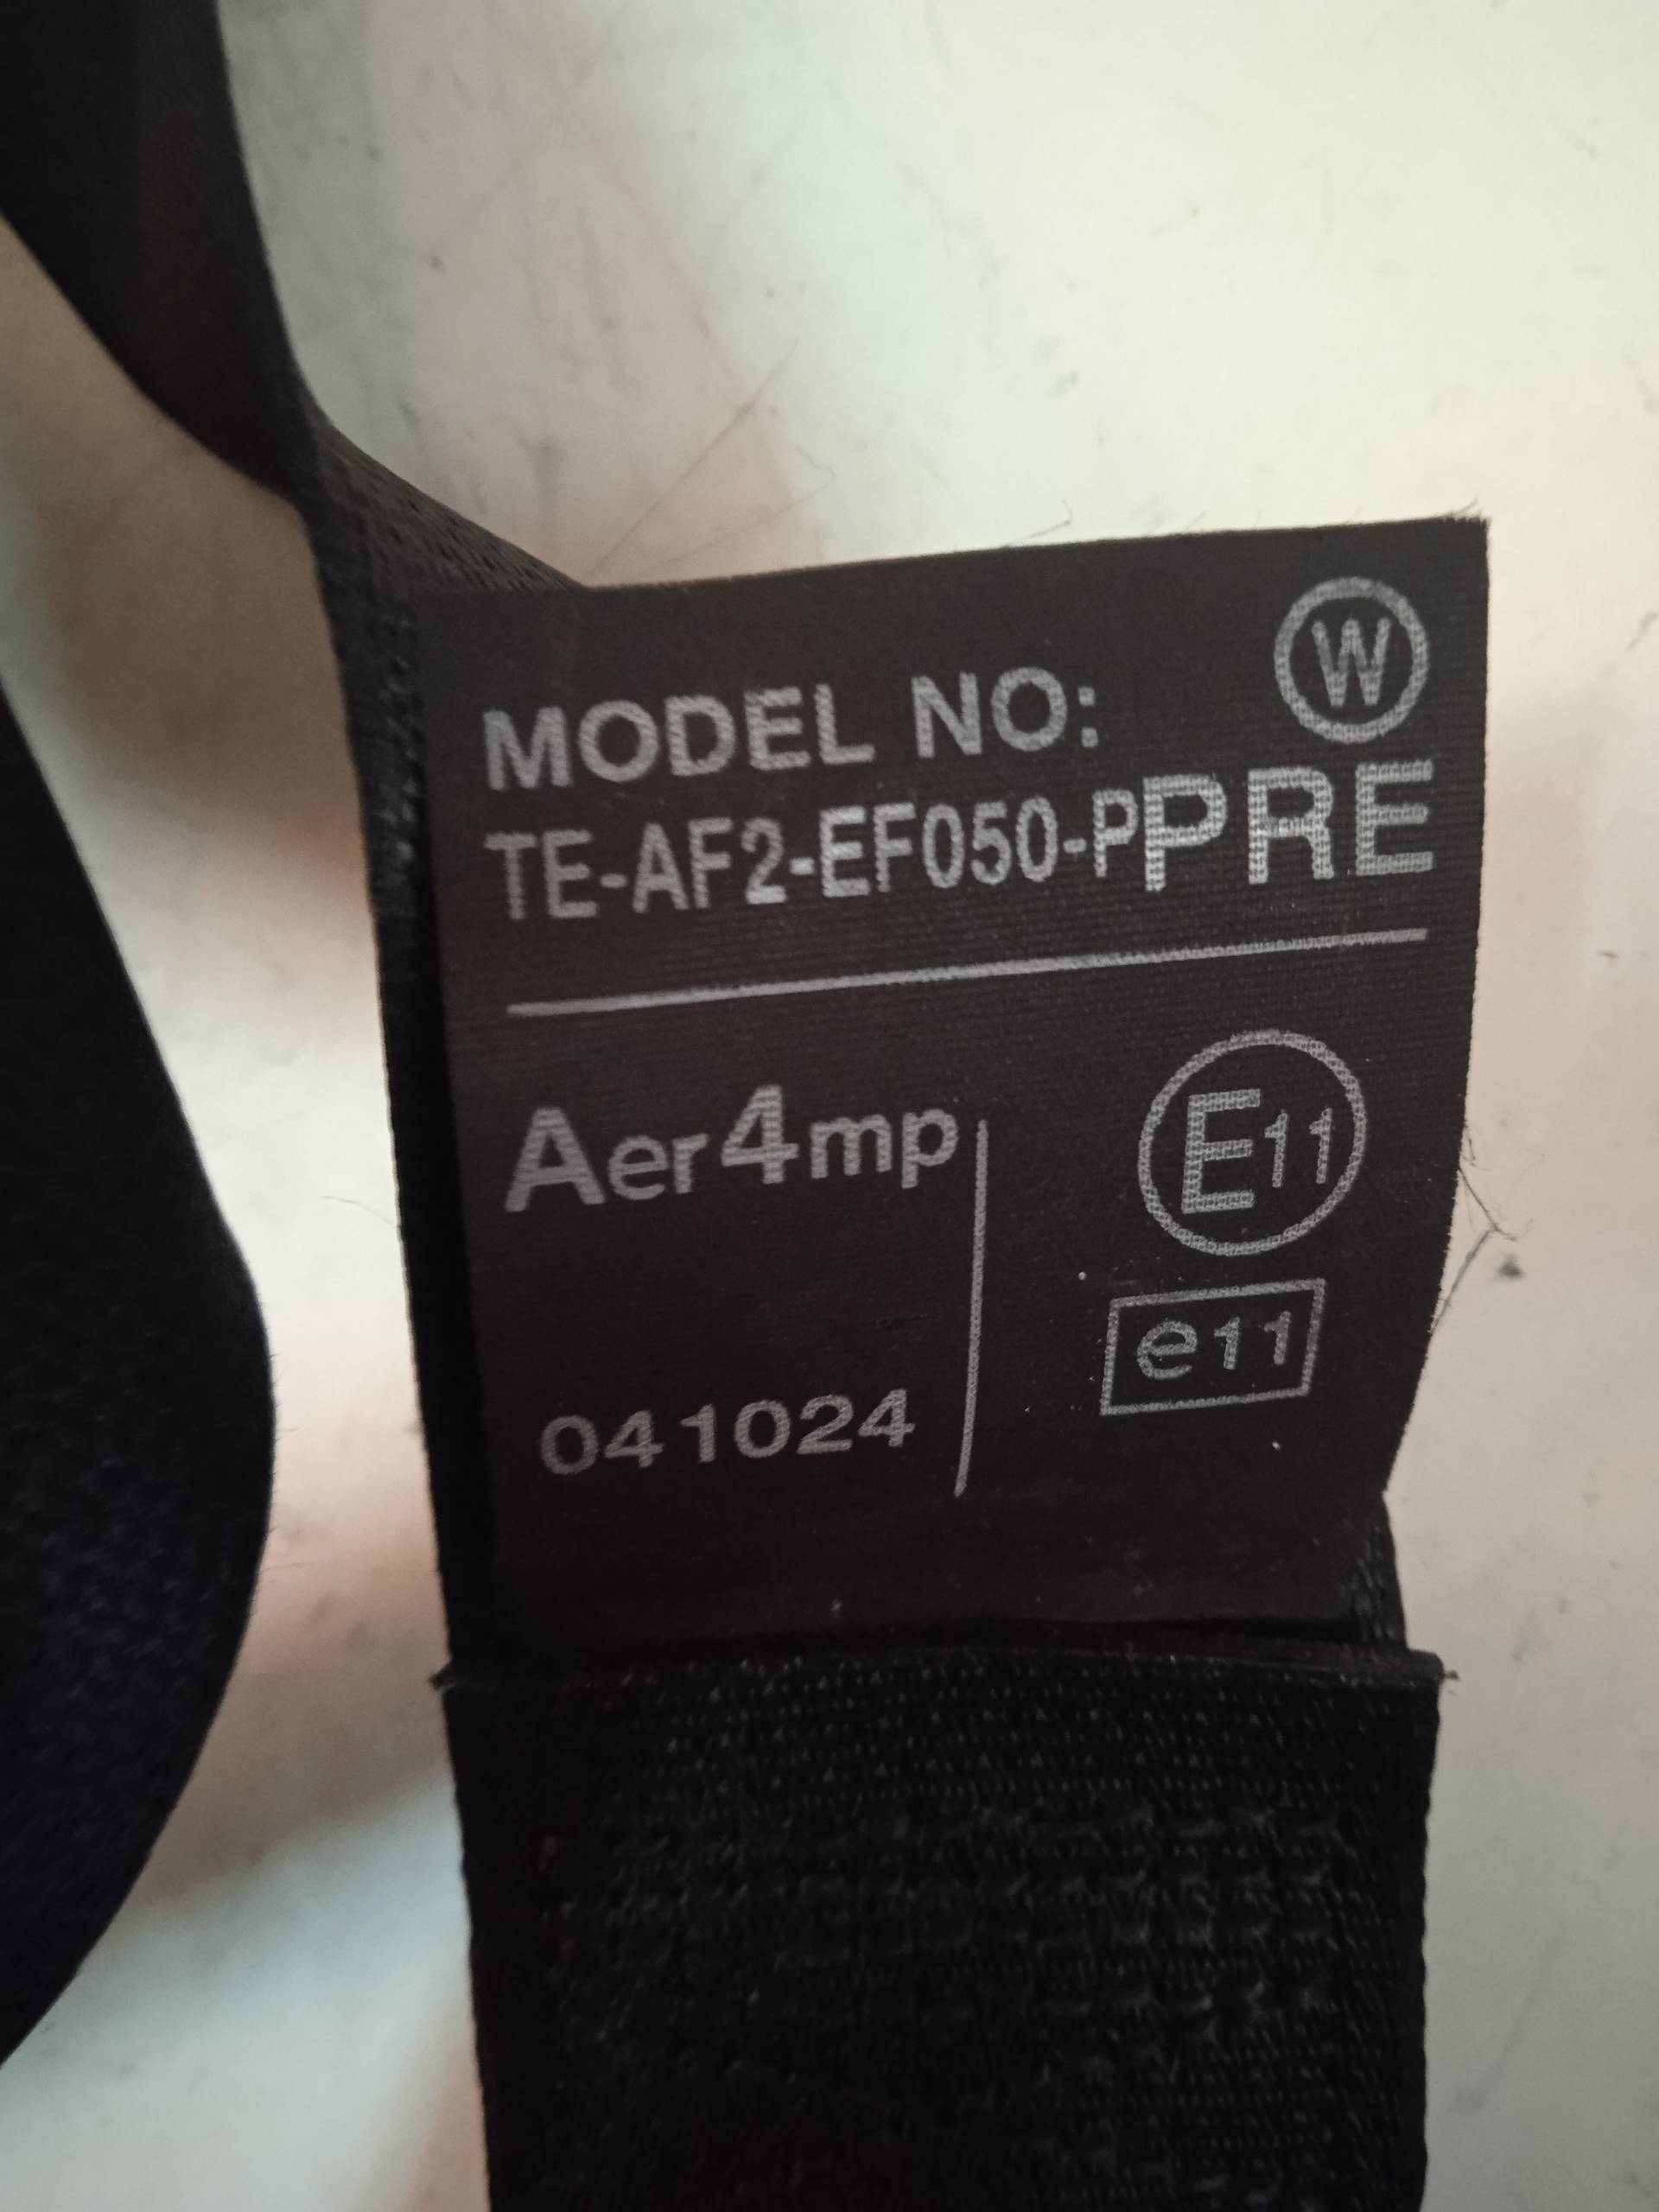 W
MODEL NO:
TE-AF2-EF050-PPRE
Aer4mp
E11
e11
041024